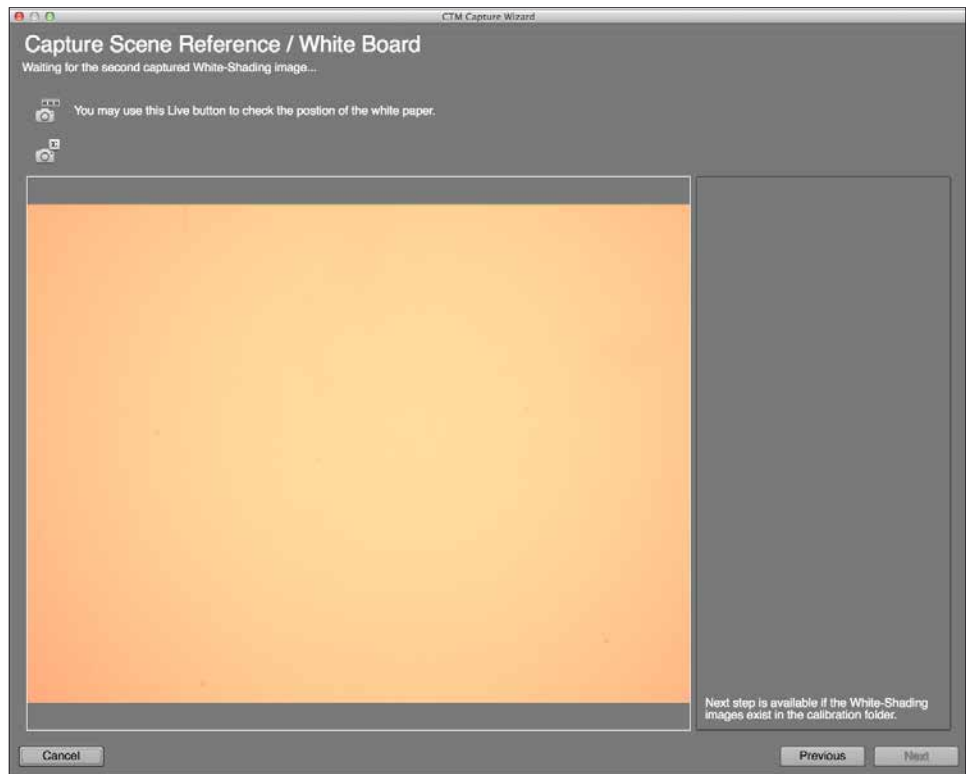 CTM Capture Wizard
Capture Scene Reference / White Board
Waiting for the second captured White-Shading image...
You may use this Live button to check the postion of the white paper.
Next step is available if the White-Shading
images exist in the calibration folder.
Cancel
Previous
Next